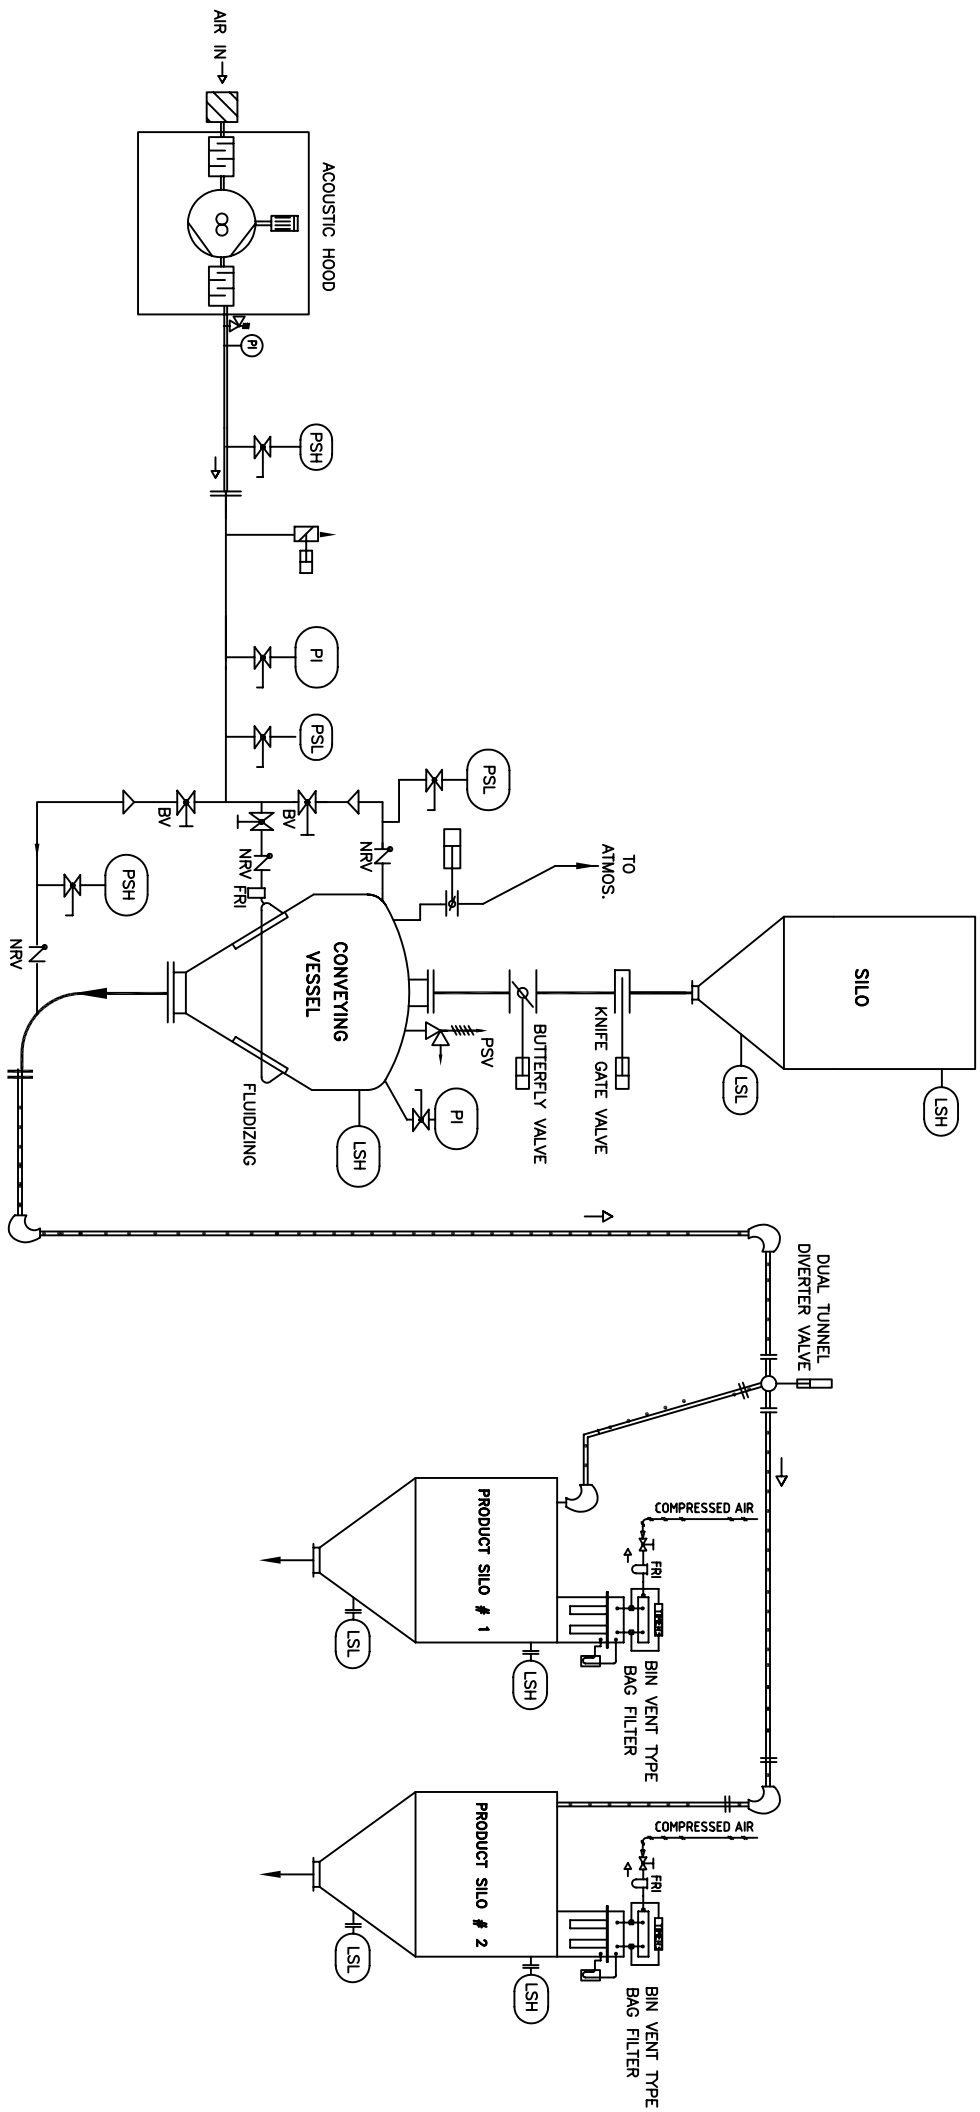 AIR IN
ACOUSTIC HOOD
PI
PSH
PI
PSL
PSL
BV
BV
NRV
NRV
FRI
PSH
NRV
TO
ATMOS.
SILO
LSL
LSH
KNIFE GATE VALVE
BUTTERFLY VALVE
PSV
CONVEYING
VESSEL
PI
LSH
FLUIDIZING
DUAL TUNNEL
DIVERTER VALVE
COMPRESSED AIR
FRI
TIMERS
BIN VENT TYPE
BAG FILTER
PRODUCT SILO # 1
LSH
LSL
COMPRESSED AIR
FRI
TIMERS
BIN VENT TYPE
BAG FILTER
PRODUCT SILO # 2
LSH
LSL